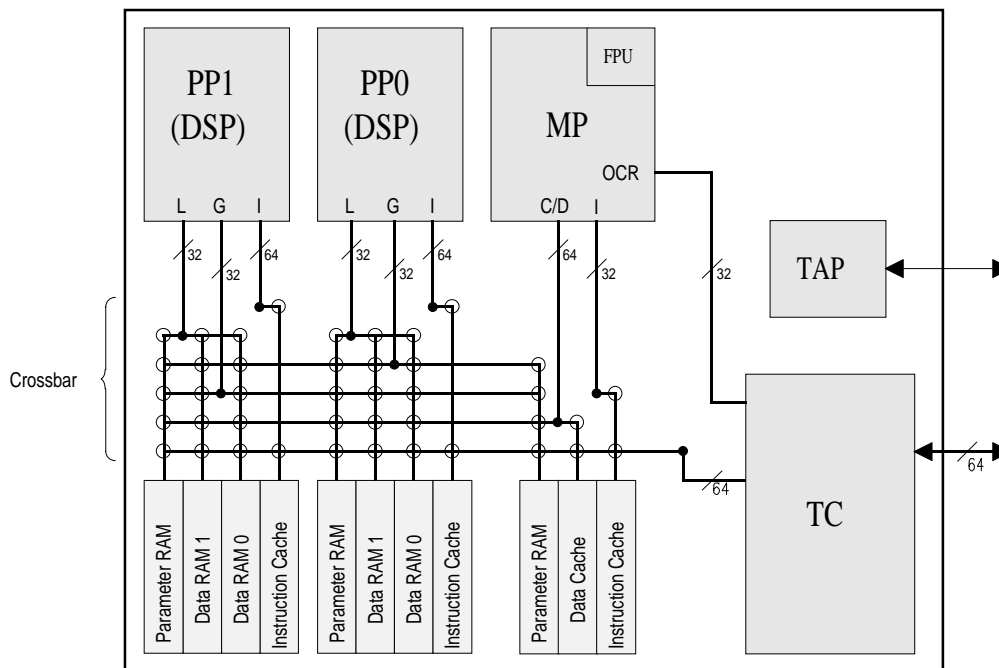 PP1
(DSP)
PP0
(DSP)
FPU
MP
OCR
L G I
L G I
C/D I
32
32
64
32
32
64
64
32
32
TAP
Crossbar
64
64
TC
Parameter RAM
Data RAM 1
Data RAM 0
Instruction Cache
Parameter RAM
Data RAM 1
Data RAM 0
Instruction Cache
Parameter RAM
Data Cache
Instruction Cache